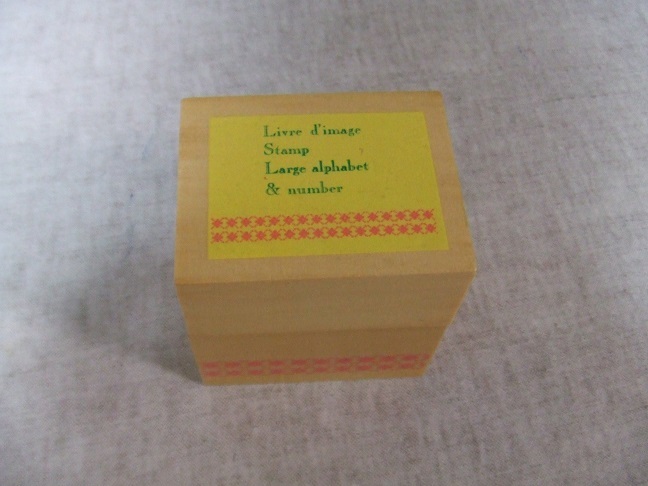 Livre d'image
Stamp
Large alphabet
& number